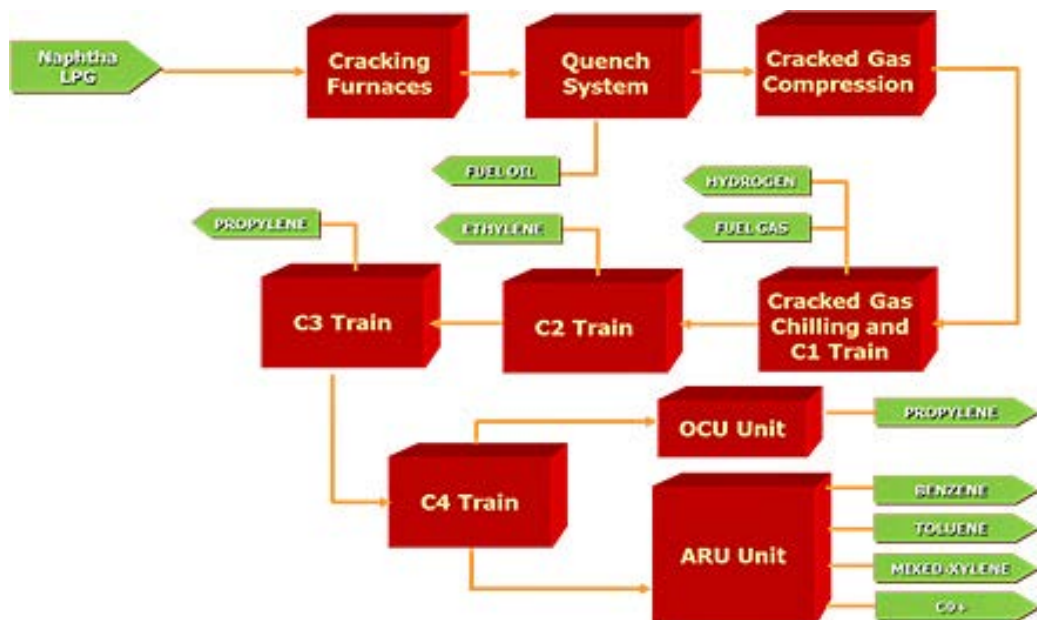 Naphtha
LPG
Cracking
Furnaces
Quench
System
Cracked Gas
Compression
FUEL OIL
HYDROGEN
PROPYLENE
ETHYLENE
FUEL GAS
C3 Train
C2 Train
Cracked Gas
Chilling and
C1 Train
OCU Unit
PROPYLENE
C4 Train
ARU Unit
BENZENE
TOLUENE
MIXED-XYLENE
C9+